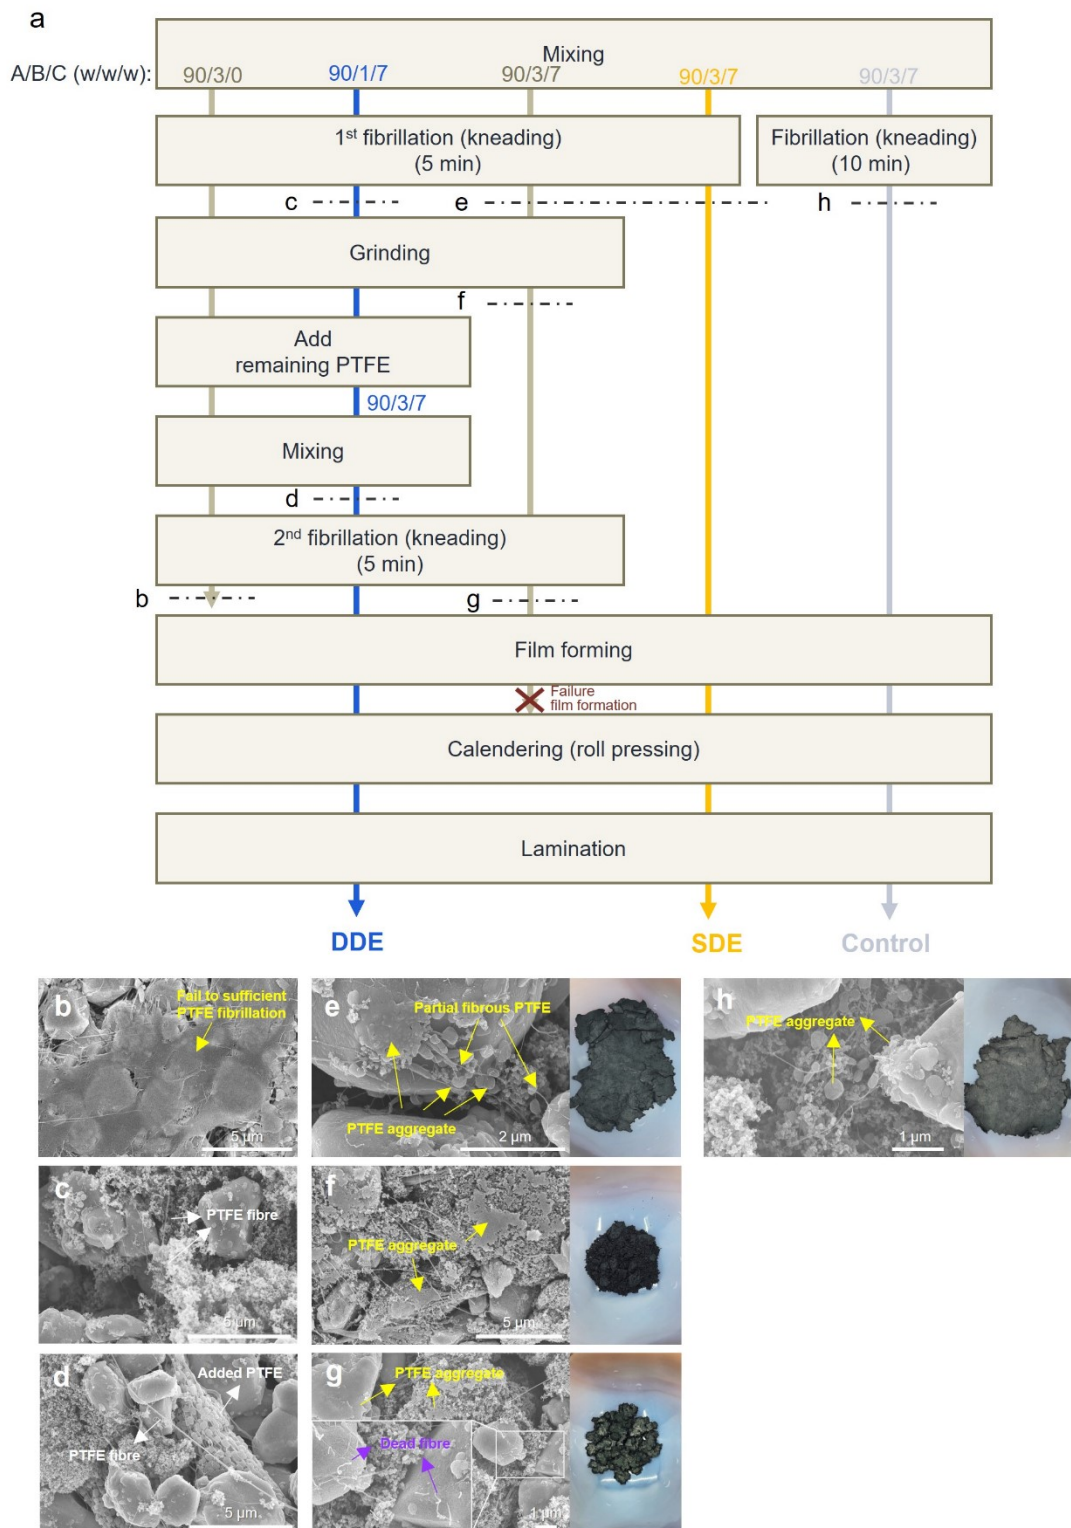 a
Mixing
A/B/C (w/w/w): 90/3/0 90/1/7 90/3/7 90/3/7 90/3/7
1st fibrillation (kneading)
(5 min)
Fibrillation (kneading)
(10 min)
c
e
h
Grinding
f
Add
remaining PTFE
90/3/7
Mixing
d
2nd fibrillation (kneading)
(5 min)
b
g
Film forming
Failure
film formation
Calendering (roll pressing)
Lamination
DDE
SDE
Control
b
Fail to sufficient
PTFE fibrillation
5 µm
e
Partial fibrous PTFE
PTFE aggregate
2 µm
h
PTFE aggregate
1 µm
c
PTFE fibre
5 µm
f
PTFE aggregate
5 µm
d
Added PTFE
PTFE fibre
5 µm
g
PTFE aggregate
Dead fibre
1 µm